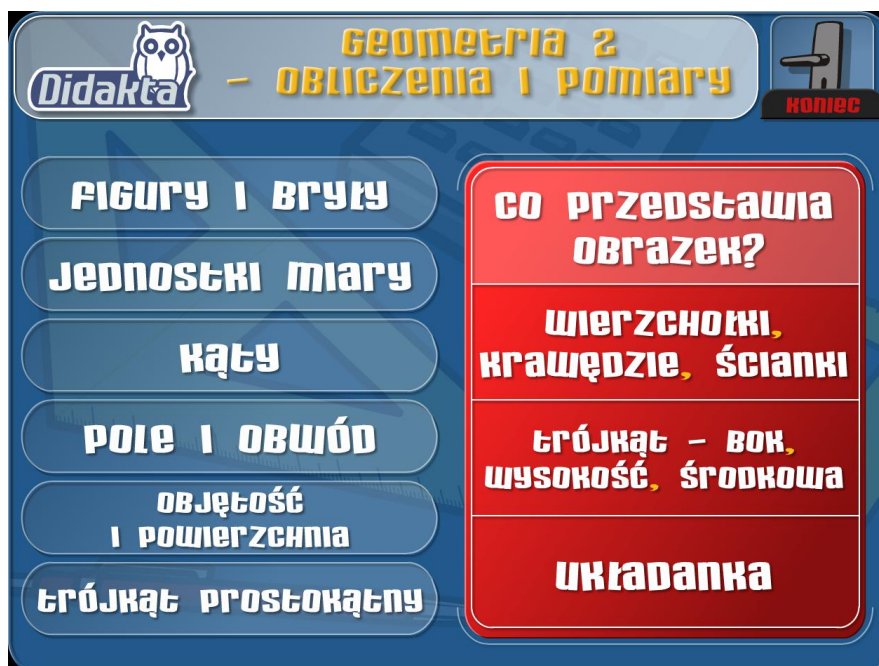 Didakta
Geometria 2
- obliczenia i pomiary
Koniec
Figury i bryły
Jednostki miary
Kąty
Pole i obwód
Objętość
i powierzchnia
Trójkąt prostokątny
Co przedstawia
obrazek?
Wierzchołki,
krawędzie, ścianki
Trójkąt - bok,
wysokość, środkowa
Układanka